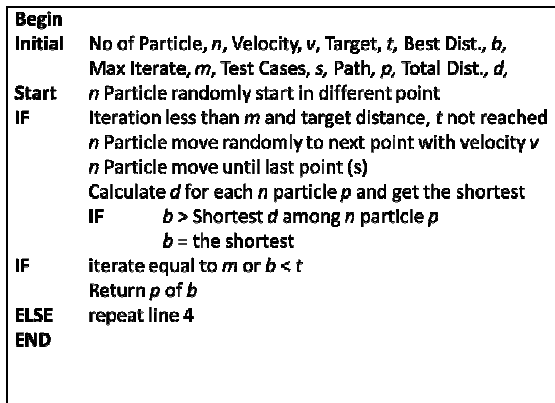 Begin
Initial No of Particle, n, Velocity, v, Target, t, Best Dist., b,
Max Iterate, m, Test Cases, s, Path, p, Total Dist., d,
Start n Particle randomly start in different point
IF Iteration less than m and target distance, t not reached
n Particle move randomly to next point with velocity v
n Particle move until last point (s)
Calculate d for each n particle p and get the shortest
IF b > Shortest d among n particle p
b = the shortest
IF iterate equal to m or b < t
Return p of b
ELSE repeat line 4
END